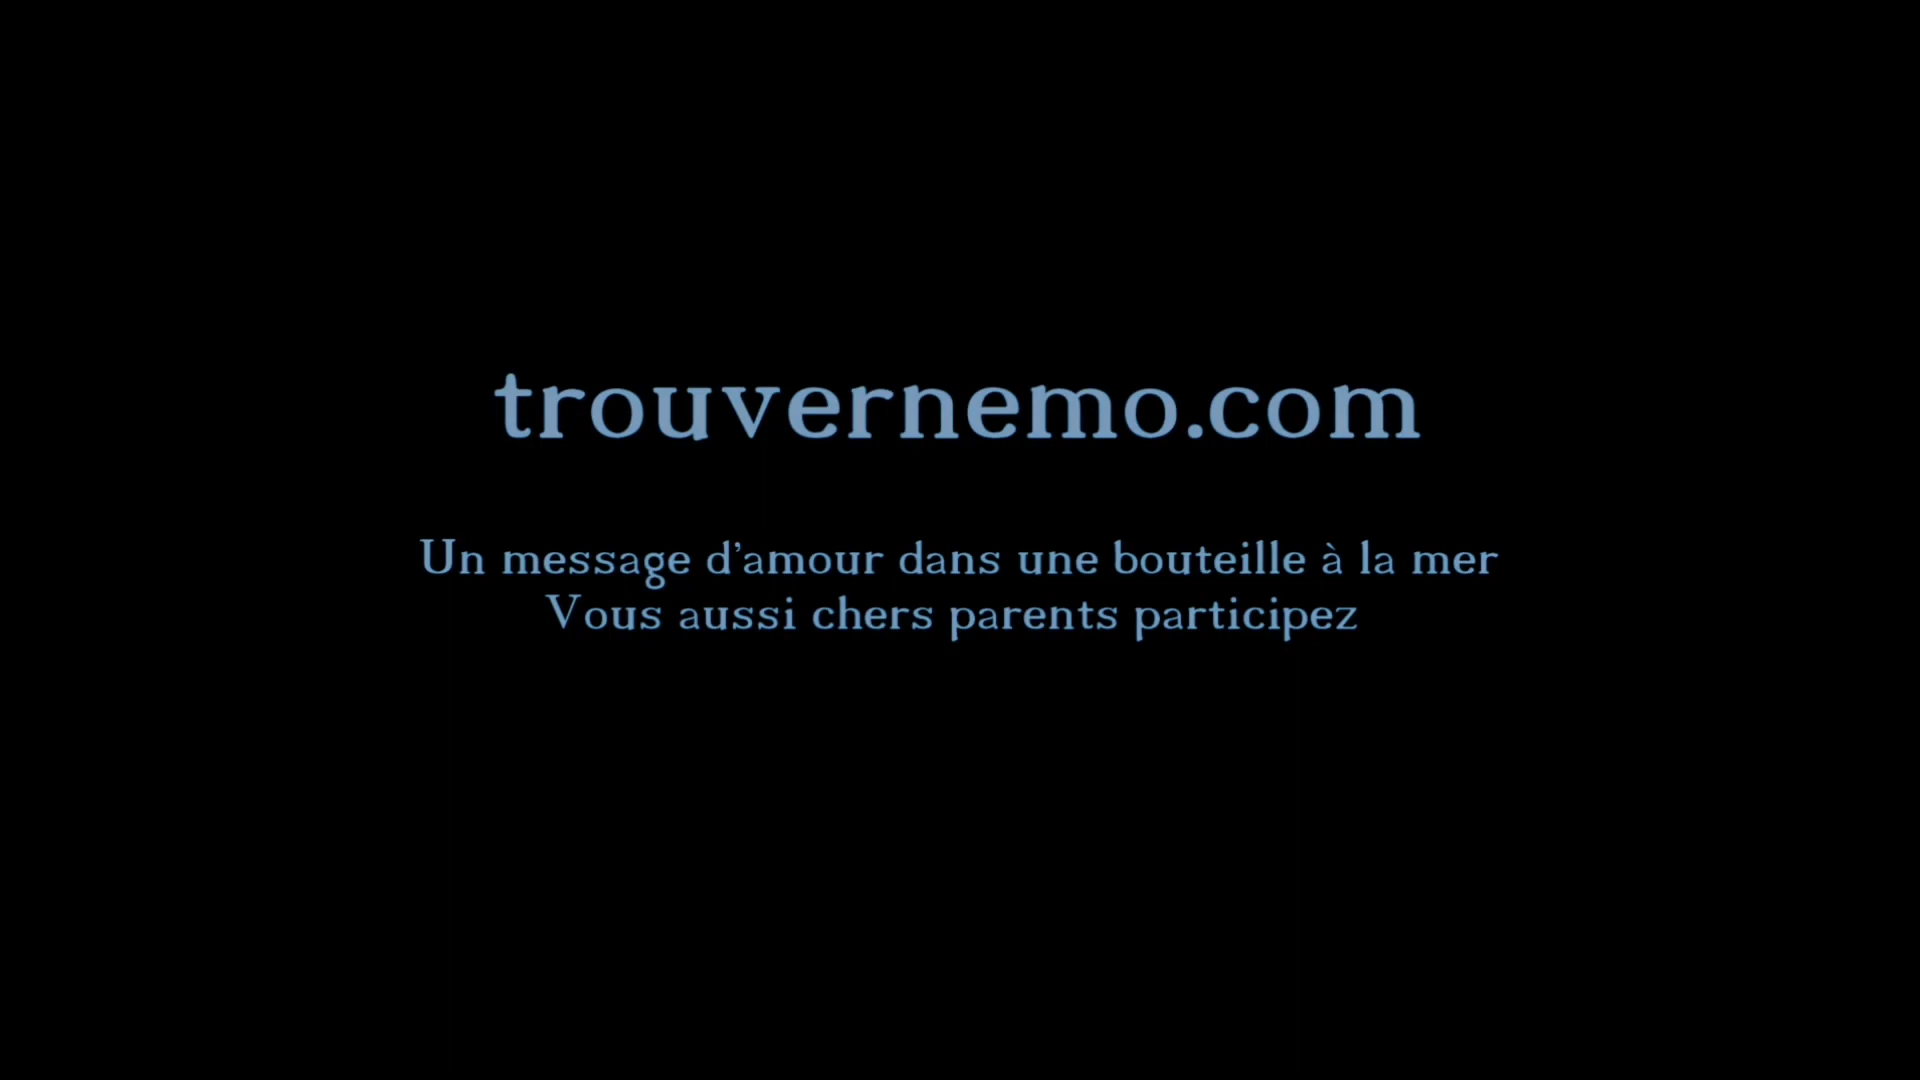 trouvernemo.com
Un message d'amour dans une bouteille à la mer
Vous aussi chers parents participez